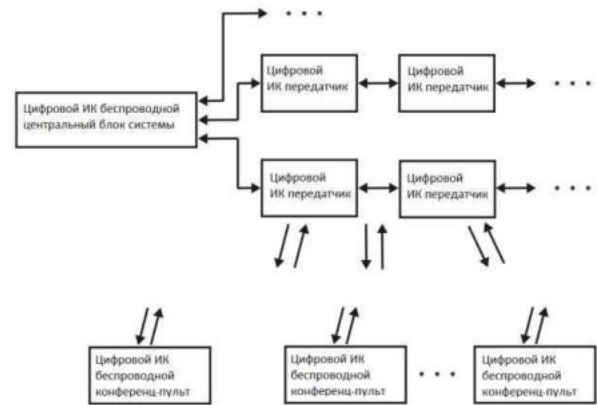 Цифровой
ИК передатчик
Цифровой
ИК передатчик
Цифровой ИК беспроводной
центральный блок системы
Цифровой
ИК передатчик
Цифровой
ИК передатчик
Цифровой ИК
беспроводной
конференц-пульт
Цифровой ИК
беспроводной
конференц-пульт
Цифровой ИК
беспроводной
конференц-пульт